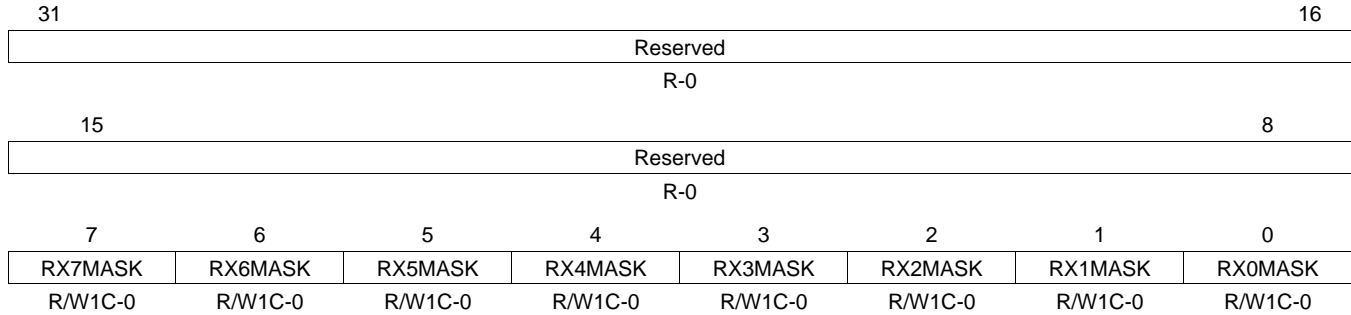 31 16
Reserved
R-0
15 8
Reserved
R-0
7 6 5 4 3 2 1 0
RX7MASK RX6MASK RX5MASK RX4MASK RX3MASK RX2MASK RX1MASK RX0MASK
R/W1C-0 R/W1C-0 R/W1C-0 R/W1C-0 R/W1C-0 R/W1C-0 R/W1C-0 R/W1C-0